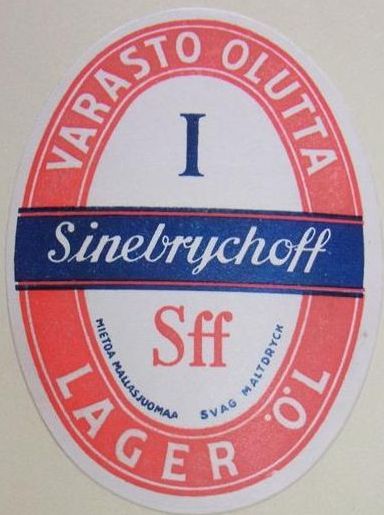 VARASTO OLUTTA
I
Sinebrychoff
Sff
MIETOA MALLASJUOMAA
SVAG MALTDRYCK
LAGER ÖL